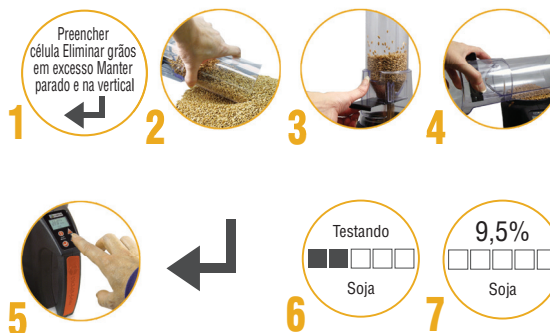 Preencher
célula Eliminar grãos
em excesso Manter
parado e na vertical
1
2
3
4
5
Testando
Soja
6
9,5%
Soja
7